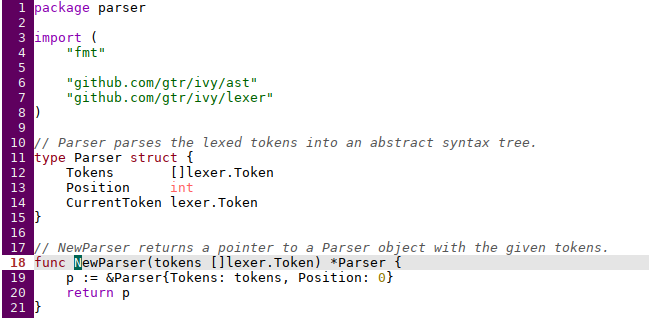 1 package parser
2
3 import (
4     "fmt"
5
6     "github.com/gtr/ivy/ast"
7     "github.com/gtr/ivy/lexer"
8 )
9
10 // Parser parses the lexed tokens into an abstract syntax tree.
11 type Parser struct {
12     Tokens       []lexer.Token
13     Position     int
14     CurrentToken lexer.Token
15 }
16
17 // NewParser returns a pointer to a Parser object with the given tokens.
18 func NewParser(tokens []lexer.Token) *Parser {
19     p := &Parser{Tokens: tokens, Position: 0}
20     return p
21 }